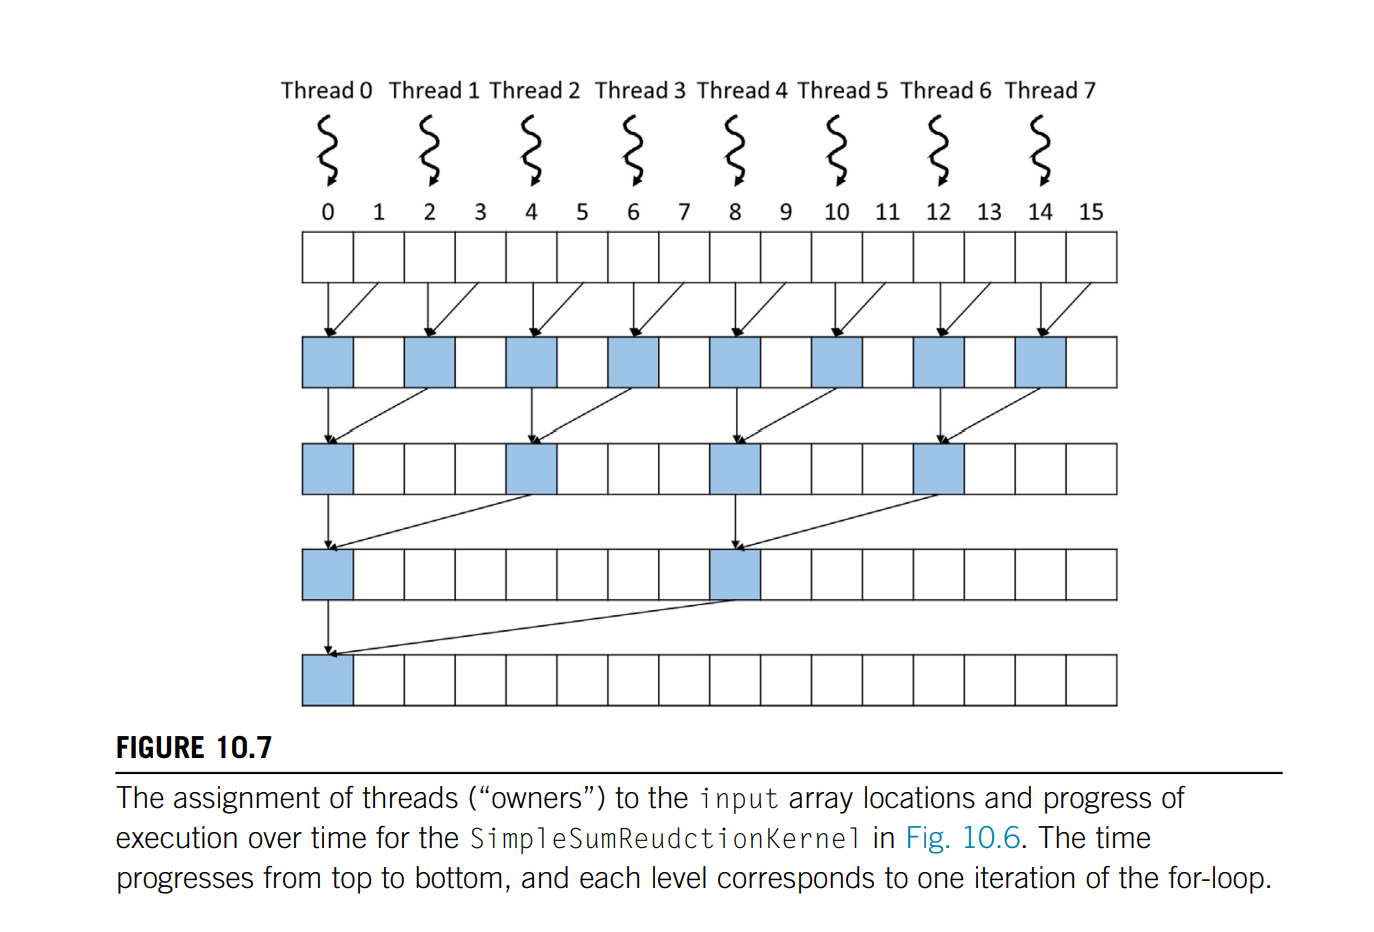 Thread 0 Thread 1 Thread 2 Thread 3 Thread 4 Thread 5 Thread 6 Thread 7
0 1 2 3 4 5 6 7 8 9 10 11 12 13 14 15
FIGURE 10.7
The assignment of threads (“owners”) to the input array locations and progress of
execution over time for the SimpleSumReudctionKernel in Fig. 10.6. The time
progresses from top to bottom, and each level corresponds to one iteration of the for-loop.